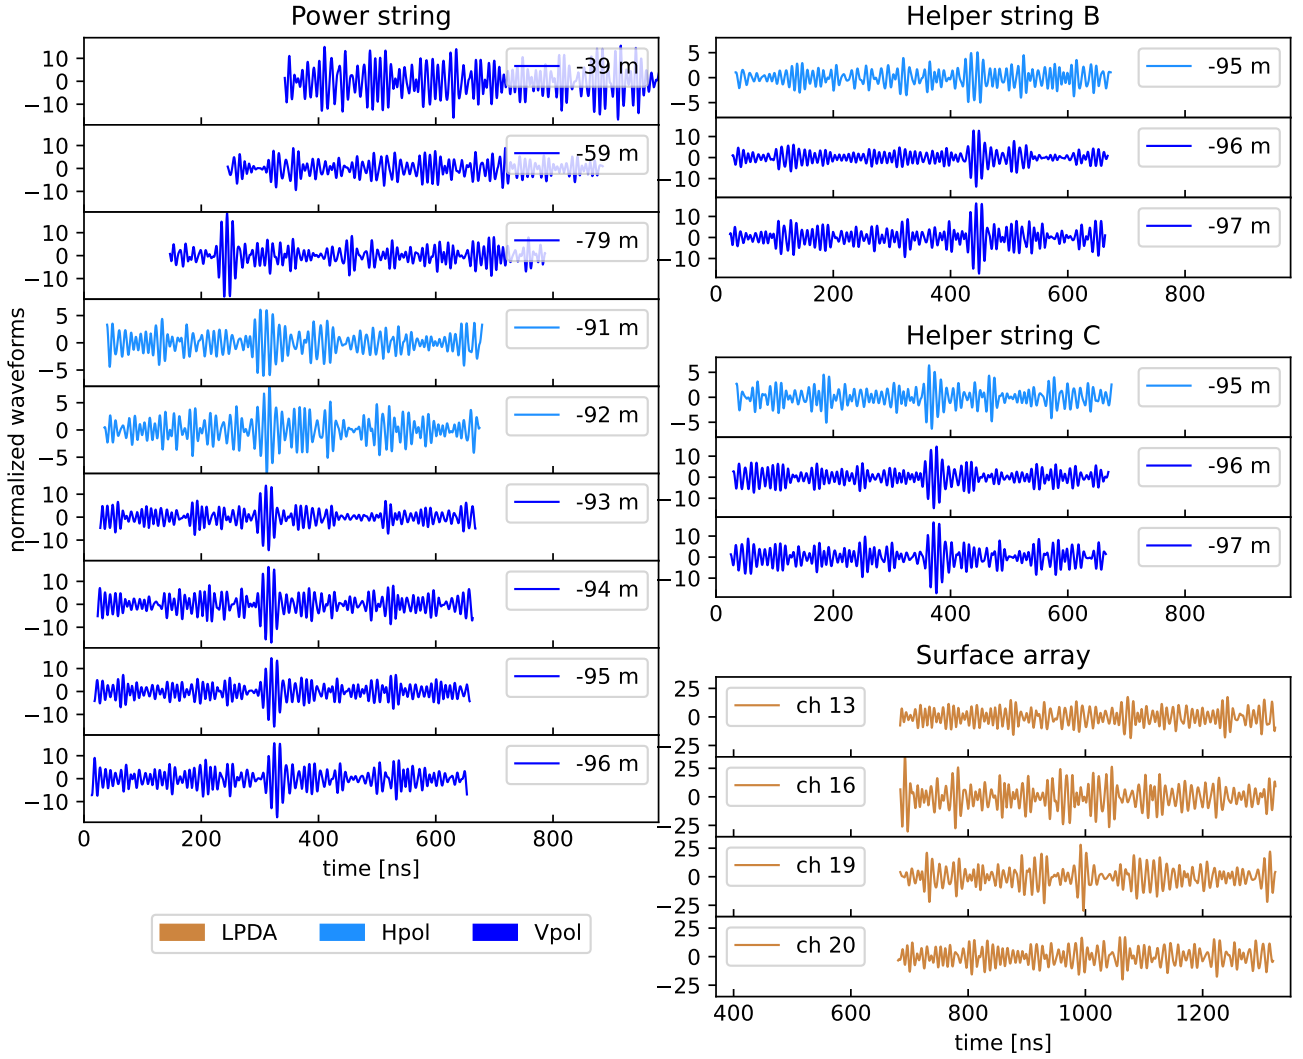 Power string
10
0
−10
-39 m
10
0
−10
-59 m
10
0
−10
-79 m
5
0
−5
-91 m
5
0
−5
-92 m
10
0
−10
-93 m
10
0
−10
-94 m
10
0
−10
-95 m
10
0
−10
-96 m
0 200 400 600 800
time [ns]
normalized waveforms
LPDA Hpol Vpol
Helper string B
5
0
−5
-95 m
10
0
−10
-96 m
10
0
−10
-97 m
0 200 400 600 800
Helper string C
5
0
−5
-95 m
10
0
−10
-96 m
10
0
−10
-97 m
0 200 400 600 800
Surface array
25
0
−25
ch 13
25
0
−25
ch 16
25
0
−25
ch 19
25
0
−25
ch 20
400 600 800 1000 1200
time [ns]